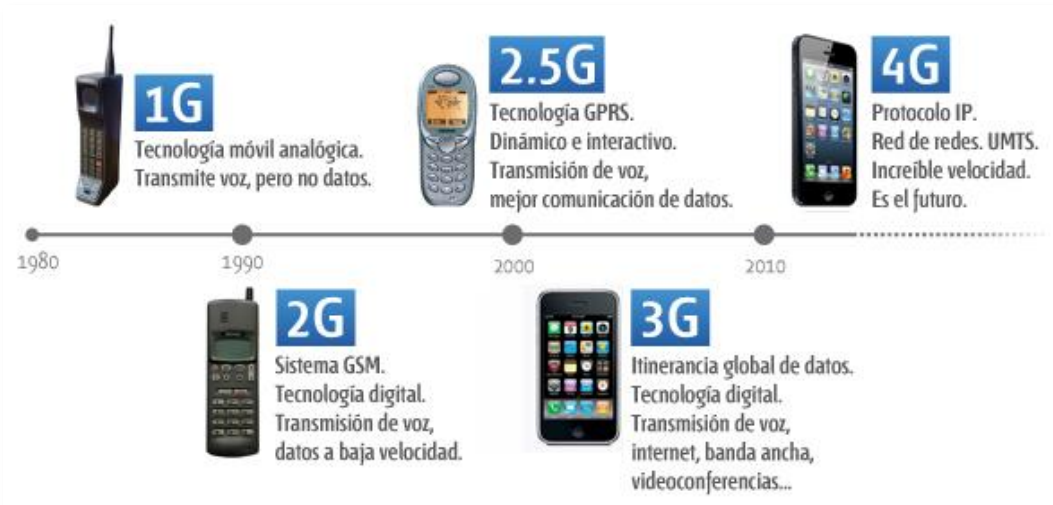 1G
Tecnología móvil analógica.
Transmite voz, pero no datos.
2.5G
Tecnología GPRS.
Dinámico e interactivo.
Transmisión de voz,
mejor comunicación de datos.
4G
Protocolo IP.
Red de redes. UMTS.
Increíble velocidad.
Es el futuro.
1980
1990
2000
2010
2G
Sistema GSM.
Tecnología digital.
Transmisión de voz,
datos a baja velocidad.
3G
Itinerancia global de datos.
Tecnología digital.
Transmisión de voz,
internet, banda ancha,
videoconferencias...